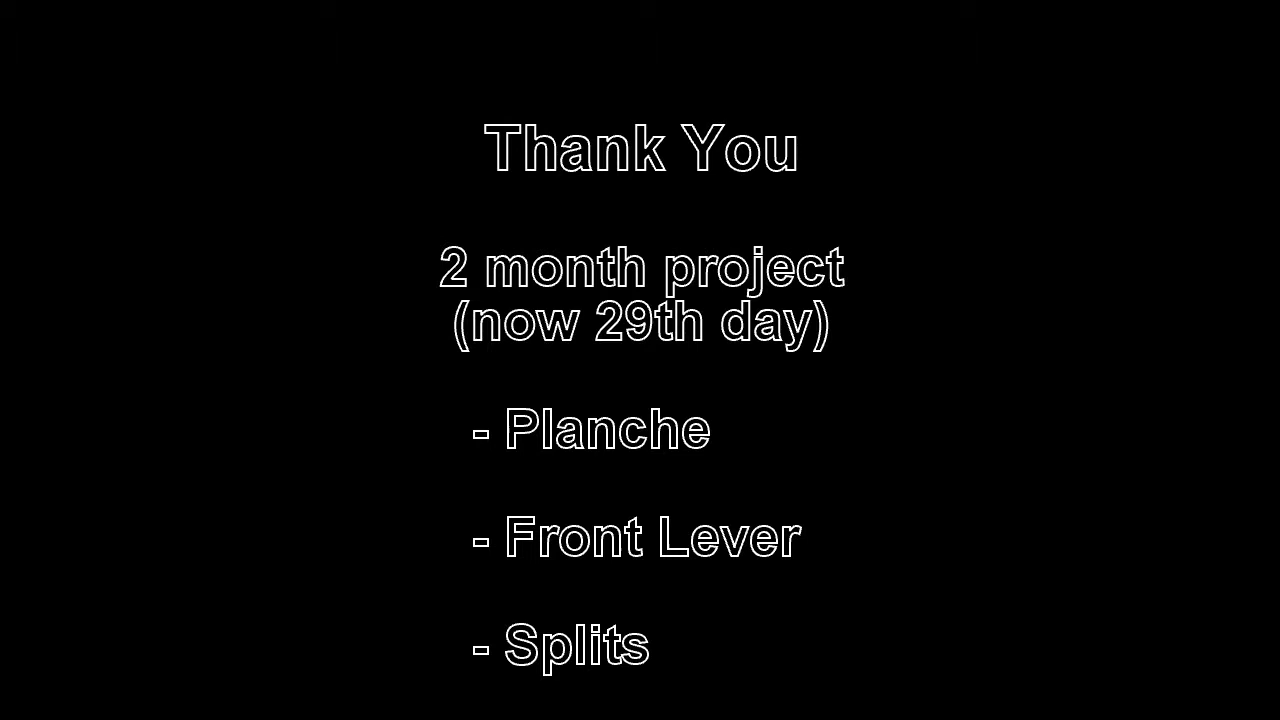 Thank You
2 month project
(now 29th day)
- Planche
- Front Lever
- Splits